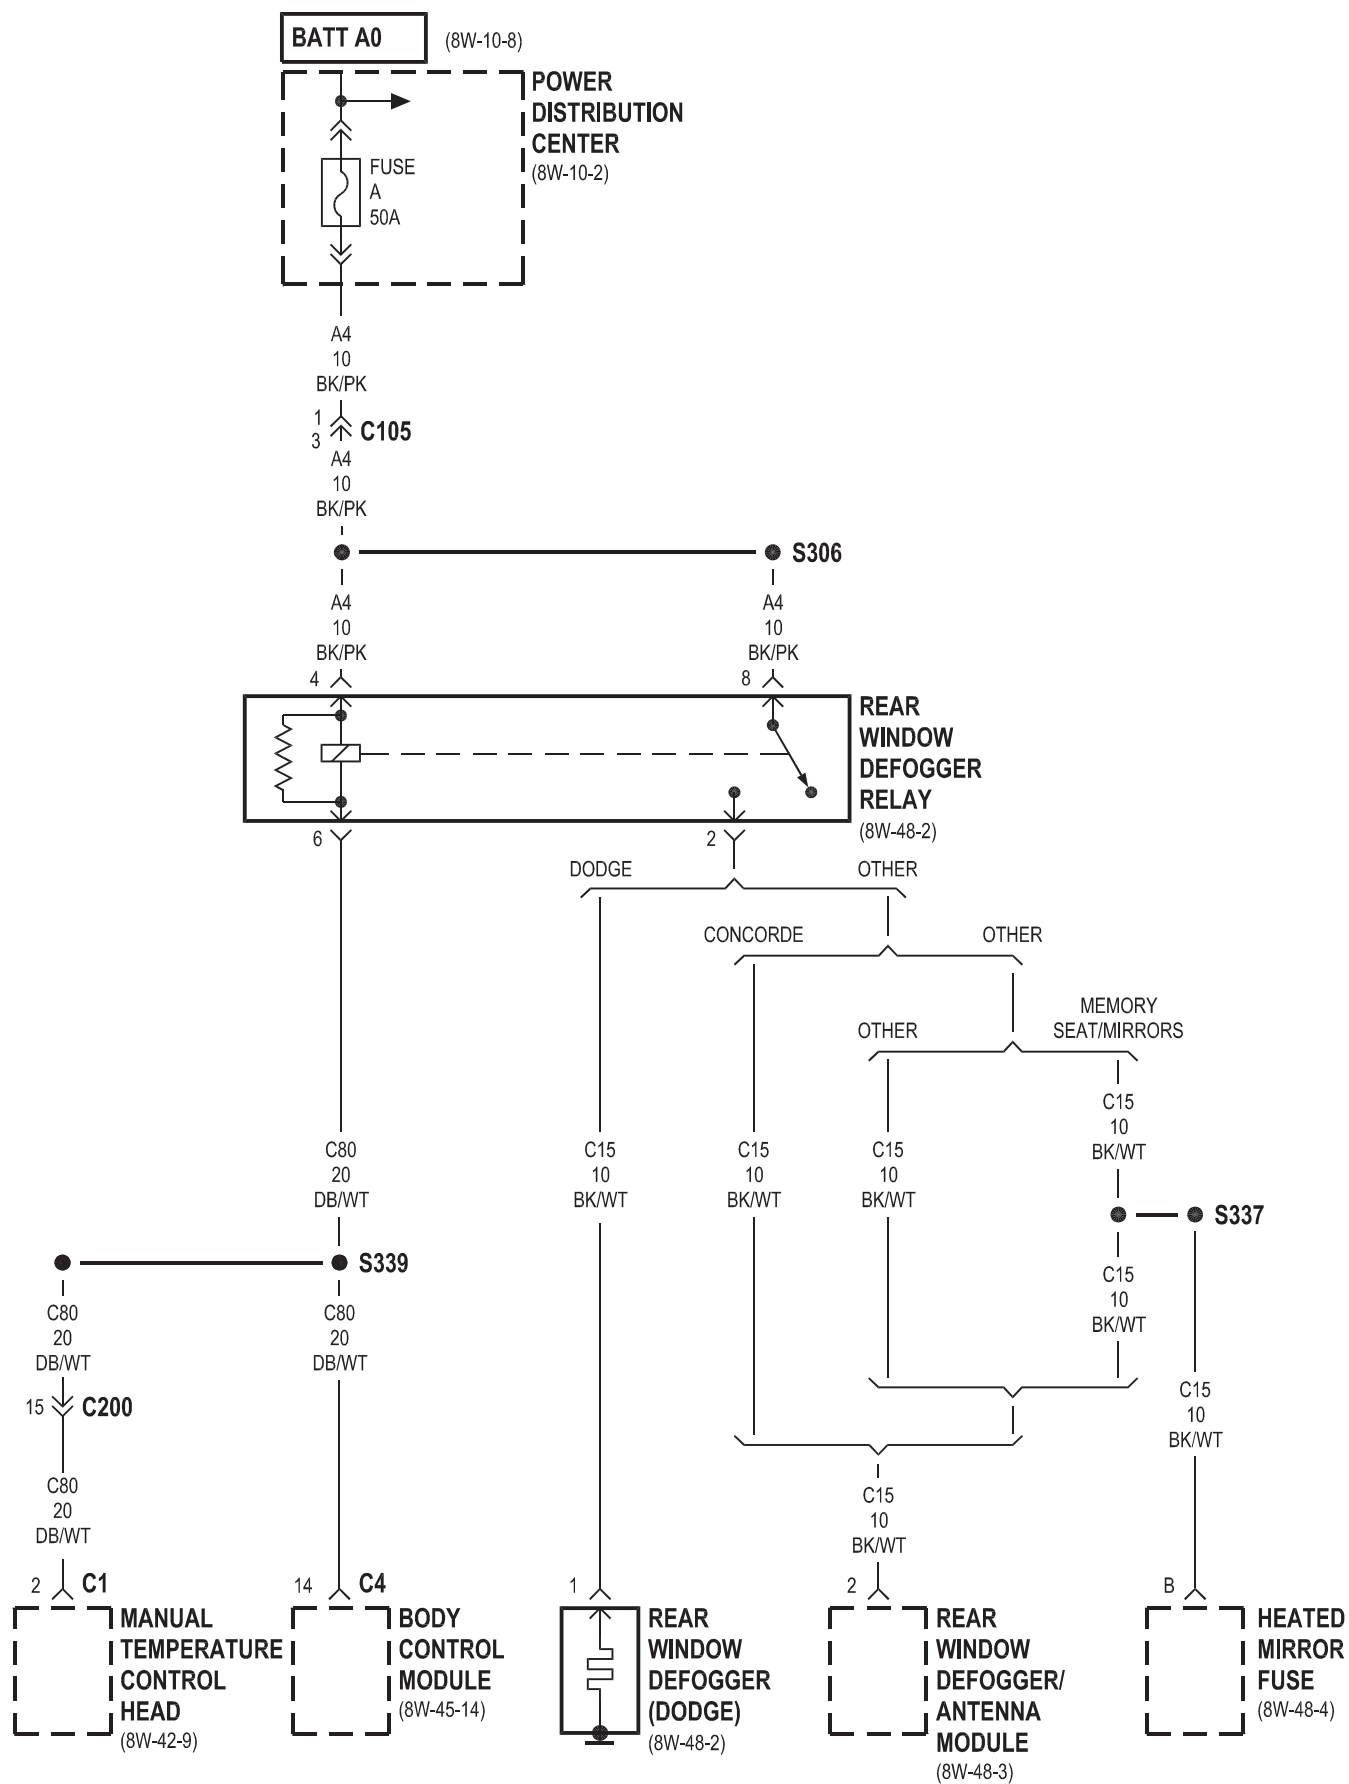 BATT A0
(8W-10-8)
POWER
DISTRIBUTION
CENTER
(8W-10-2)
FUSE
A
50A
A4
10
BK/PK
1
3
C105
A4
10
BK/PK
S306
A4
10
BK/PK
A4
10
BK/PK
4
8
REAR
WINDOW
DEFOGGER
RELAY
(8W-48-2)
6
2
DODGE
OTHER
CONCORDE
OTHER
OTHER
MEMORY
SEAT/MIRRORS
C15
10
BK/WT
C80
20
DB/WT
C15
10
BK/WT
C15
10
BK/WT
C15
10
BK/WT
S337
S339
C80
20
DB/WT
C80
20
DB/WT
C15
10
BK/WT
15
C200
C15
10
BK/WT
C80
20
DB/WT
C15
10
BK/WT
2
C1
14
C4
1
2
B
MANUAL
TEMPERATURE
CONTROL
HEAD
(8W-42-9)
BODY
CONTROL
MODULE
(8W-45-14)
REAR
WINDOW
DEFOGGER
(DODGE)
(8W-48-2)
REAR
WINDOW
DEFOGGER/
ANTENNA
MODULE
(8W-48-3)
HEATED
MIRROR
FUSE
(8W-48-4)